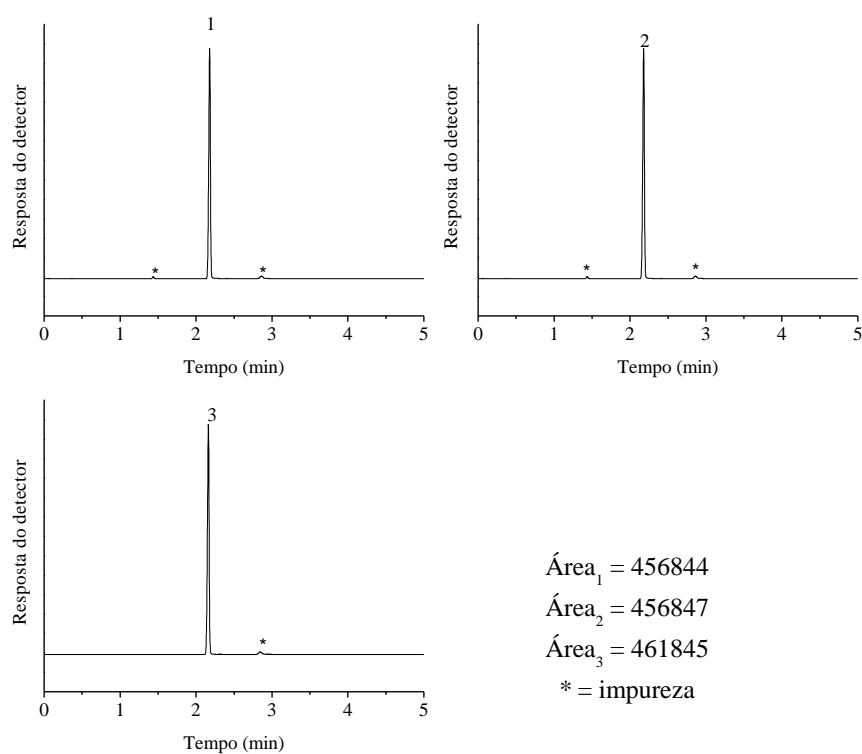 1
Resposta do detector
*
*
0 1 2 3 4 5
Tempo (min)
2
Resposta do detector
*
*
0 1 2 3 4 5
Tempo (min)
3
Resposta do detector
*
0 1 2 3 4 5
Tempo (min)
Área1 = 456844
Área2 = 456847
Área3 = 461845
* = impureza